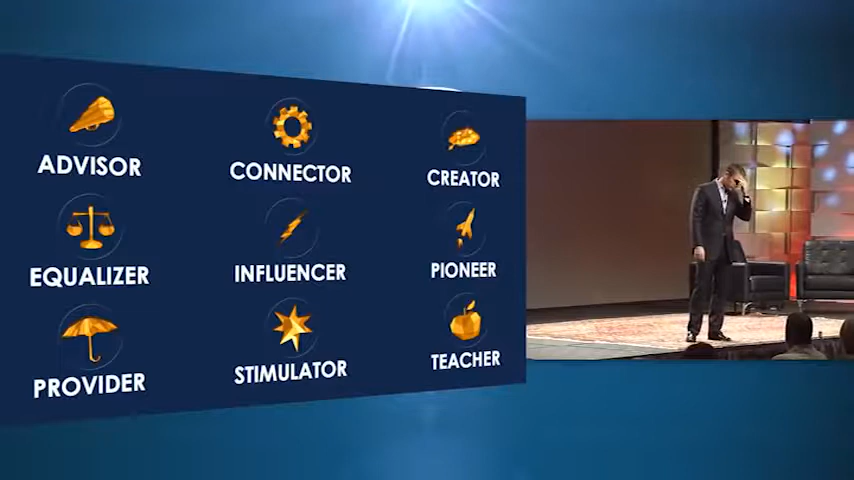 ADVISOR
CONNECTOR
CREATOR
EQUALIZER
INFLUENCER
PIONEER
PROVIDER
STIMULATOR
TEACHER